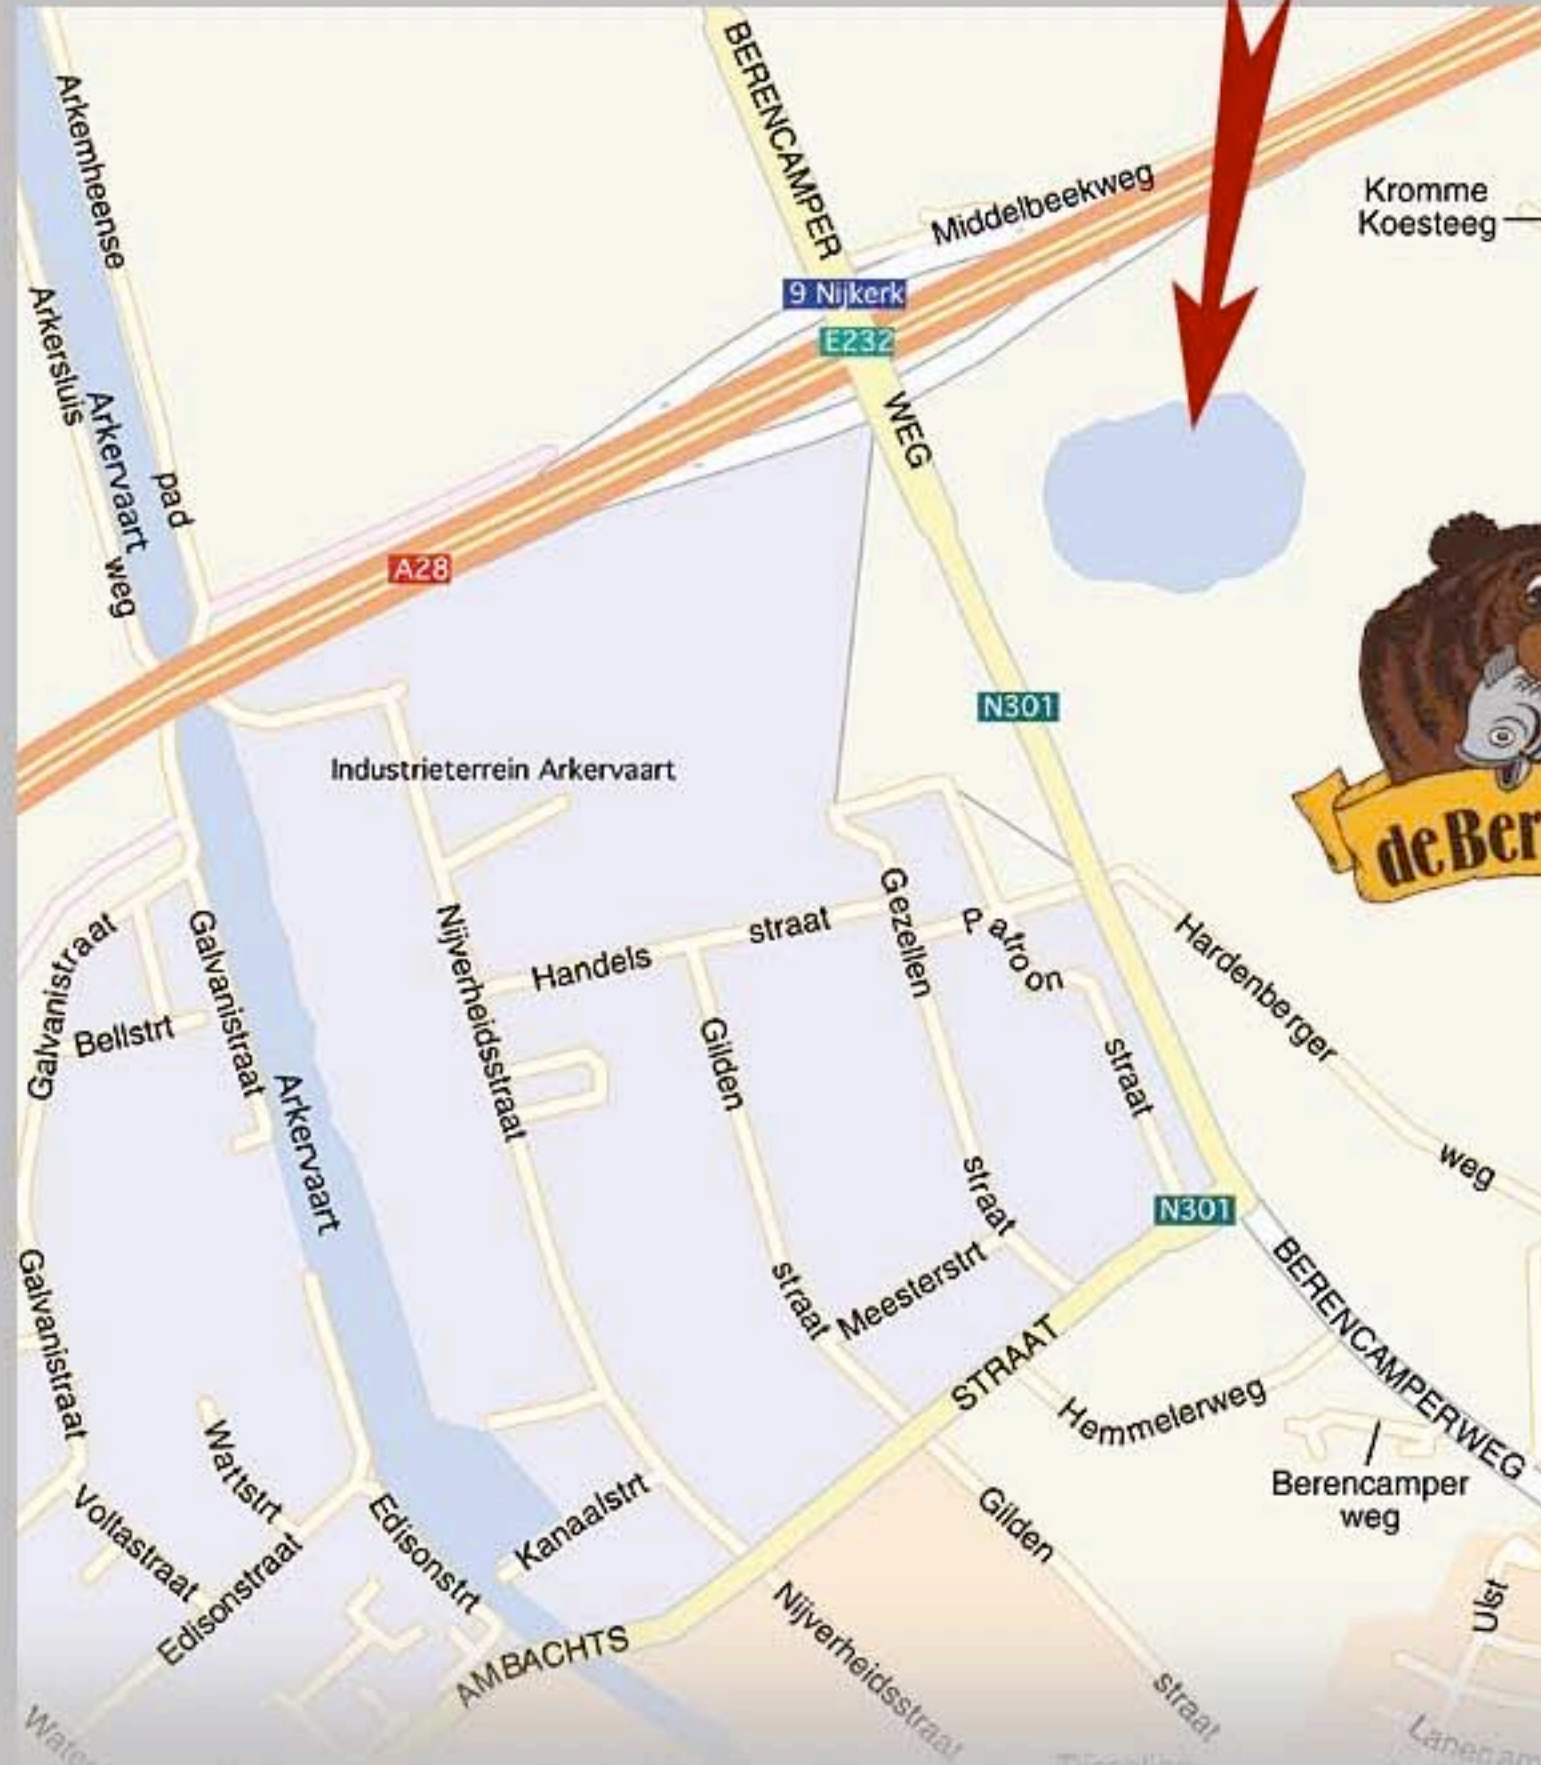 BERENCAMPER
Arkemheense
Middelbeekweg
Kromme
Koesteeg
9 Nijkerk
E232
Arkersluis
Arkervaart
pad
WEG
weg
A28
N301
Industrieterrein Arkervaart
de Ber
Galvanistraat
Galvanistraat
Nijverheidsstraat
Handels
straat
Gezellen
Patroon
Hardenberger
Bellstrt
Gilden
straat
Arkervaart
weg
straat
N301
Galvanistraat
straat
Meesterstrt
BERENCAMPERWEG
STRAAT
Hemmelerweg
Wattstrt
Berencamper
weg
Voltastraat
Edisonstraat
Edisonstrt
Kanaalstrt
Gilden
Ulst
AMBACHTS
Nijverheidsstraat
straat